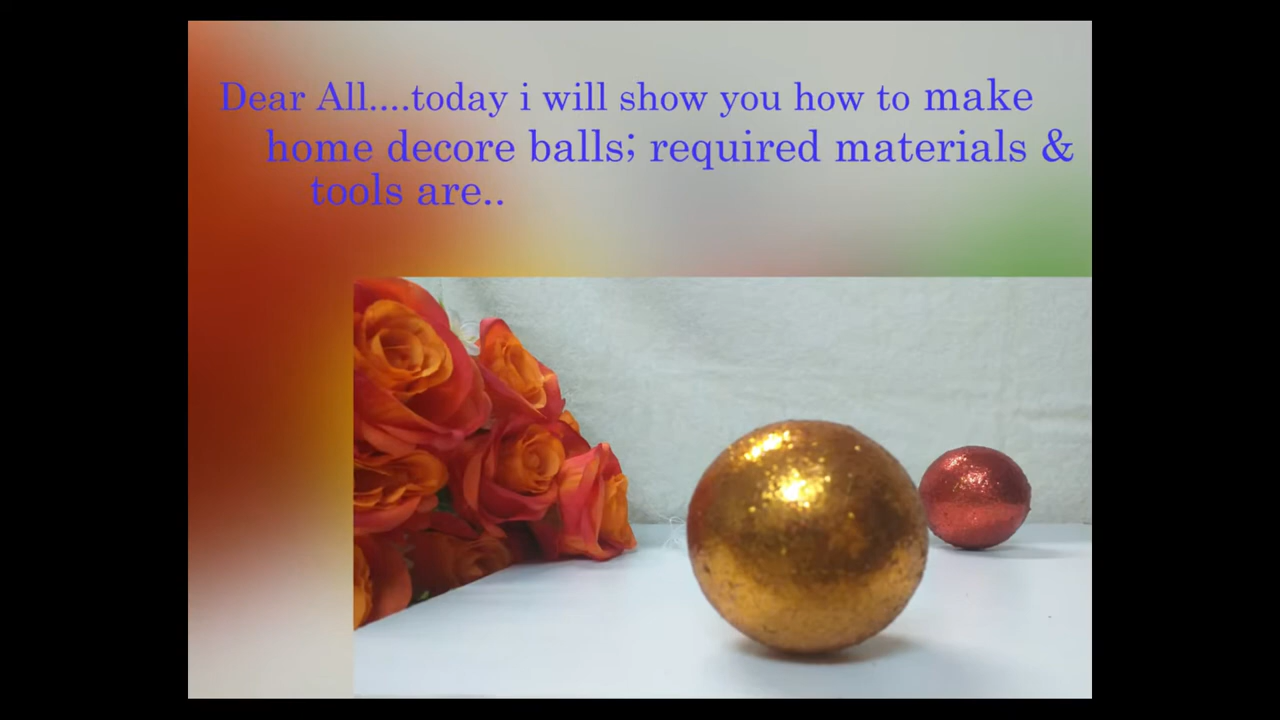 Dear All....today i will show you how to make
home decore balls; required materials &
tools are..